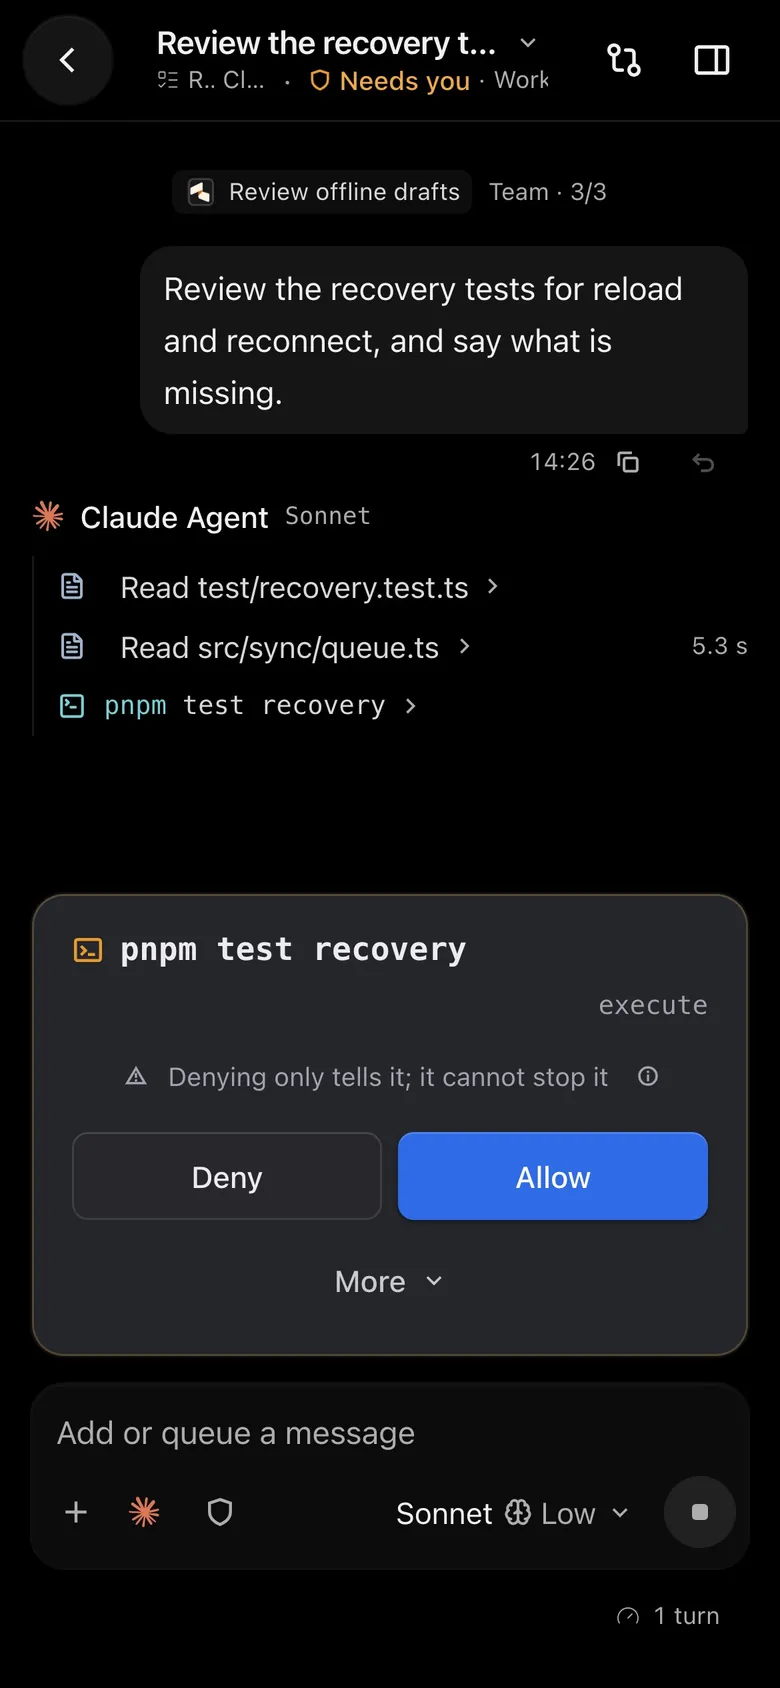 Review the recovery t...
R.. Cl... · Needs you · Work
Review offline drafts Team · 3/3
Review the recovery tests for reload
and reconnect, and say what is
missing.
14:26
Claude Agent Sonnet
Read test/recovery.test.ts
Read src/sync/queue.ts 5.3 s
pnpm test recovery
pnpm test recovery
execute
Denying only tells it; it cannot stop it
Deny Allow
More
Add or queue a message
Sonnet Low
1 turn